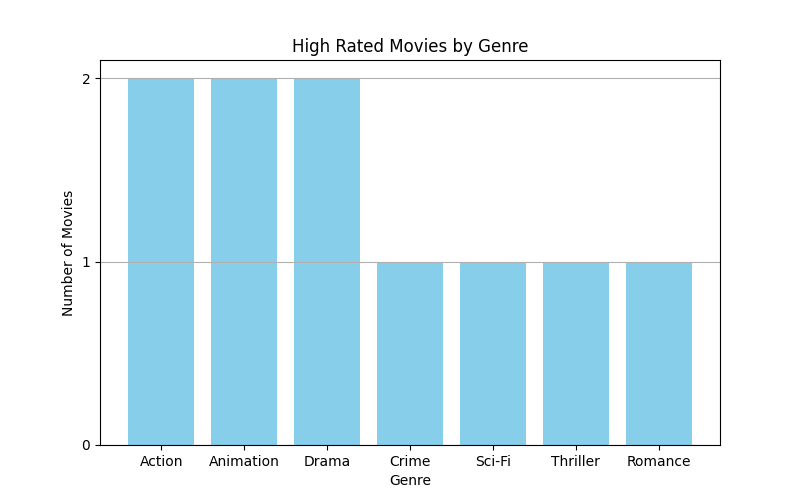 High Rated Movies by Genre
Number of Movies
2
1
0
Action Animation Drama Crime Sci-Fi Thriller Romance
Genre